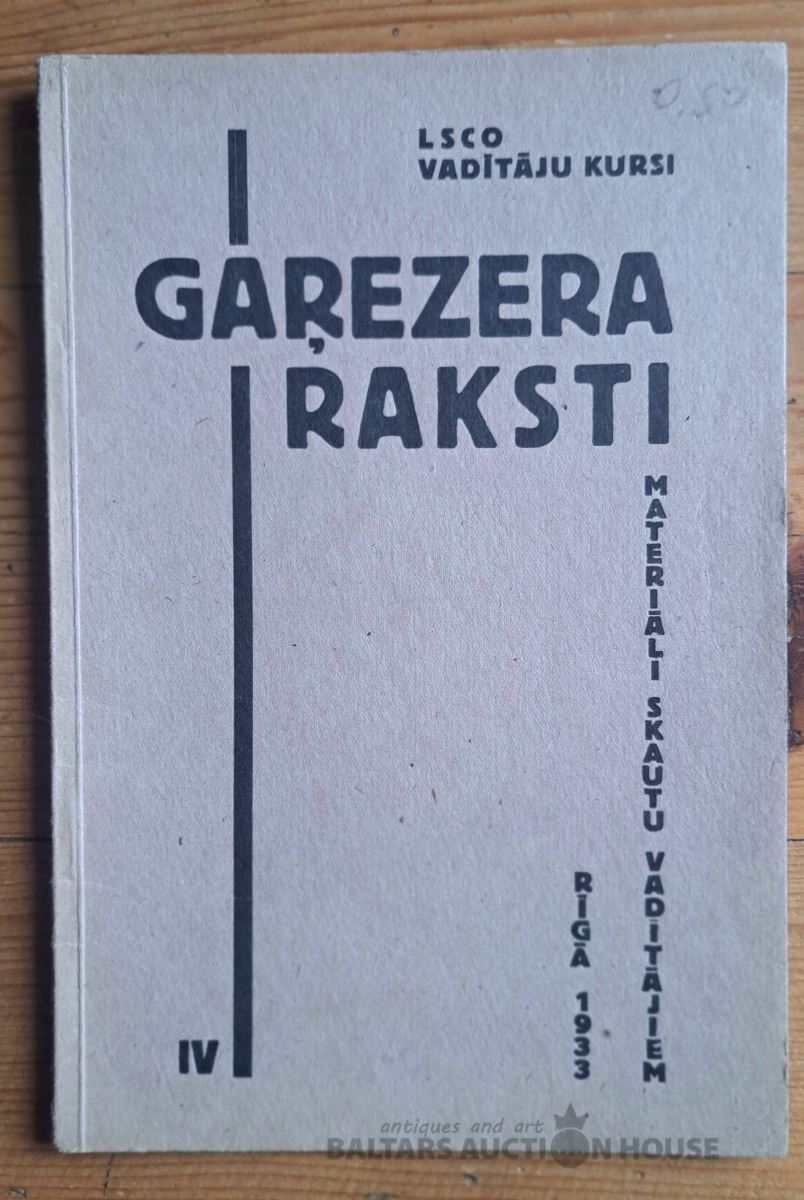 0,50
LSCO
VADĪTĀJU KURSI
GAŖEZERA
RAKSTI
MATERIĀLI SKAUTU VADĪTĀJIEM
RĪGĀ 1933
IV
antiques and art
BALTARS AUCTION HOUSE